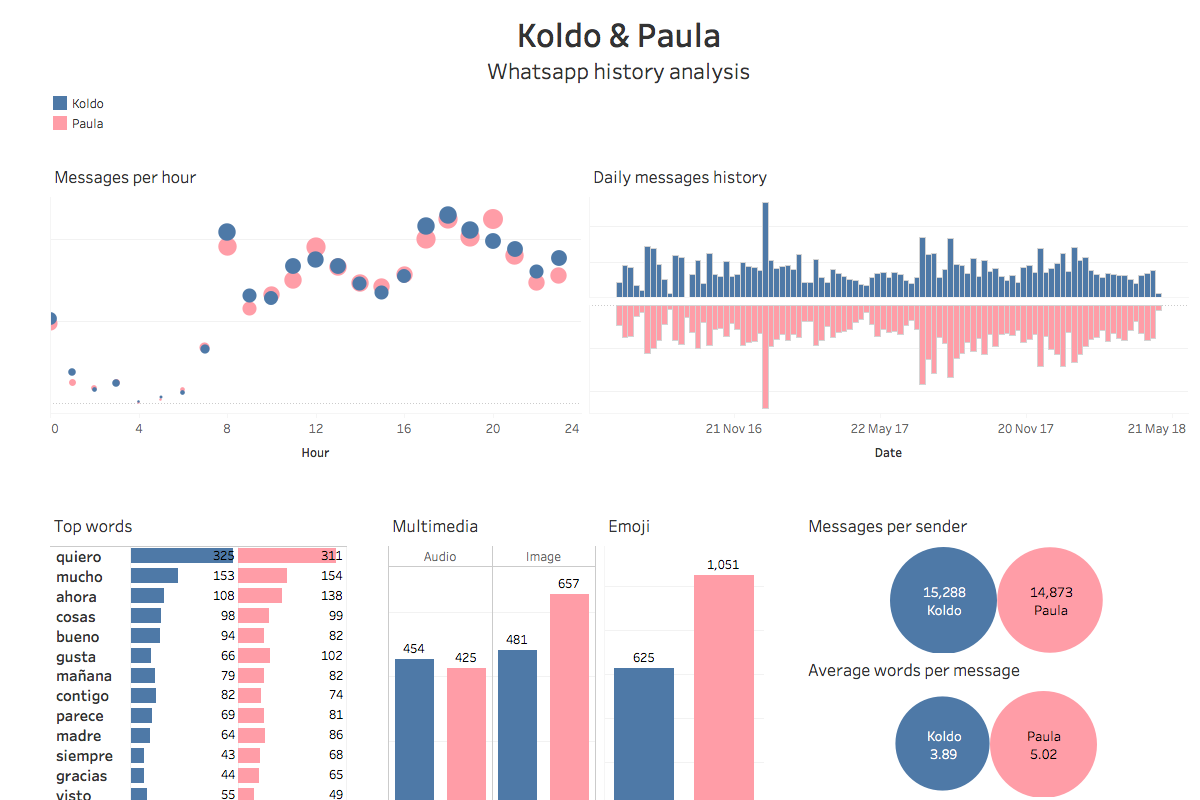 Koldo & Paula
Whatsapp history analysis
Koldo
Paula
Messages per hour
0 4 8 12 16 20 24
Hour
Daily messages history
21 Nov 16 22 May 17 20 Nov 17 21 May 18
Date
Top words
quiero 325 311
mucho 153 154
ahora 108 138
cosas 98 99
bueno 94 82
gusta 66 102
mañana 79 82
contigo 82 74
parece 69 81
madre 64 86
siempre 43 68
gracias 44 65
visto 55 49
Multimedia
Audio Image
454 425 481 657
Emoji
625 1,051
Messages per sender
15,288
Koldo
14,873
Paula
Average words per message
Koldo
3.89
Paula
5.02